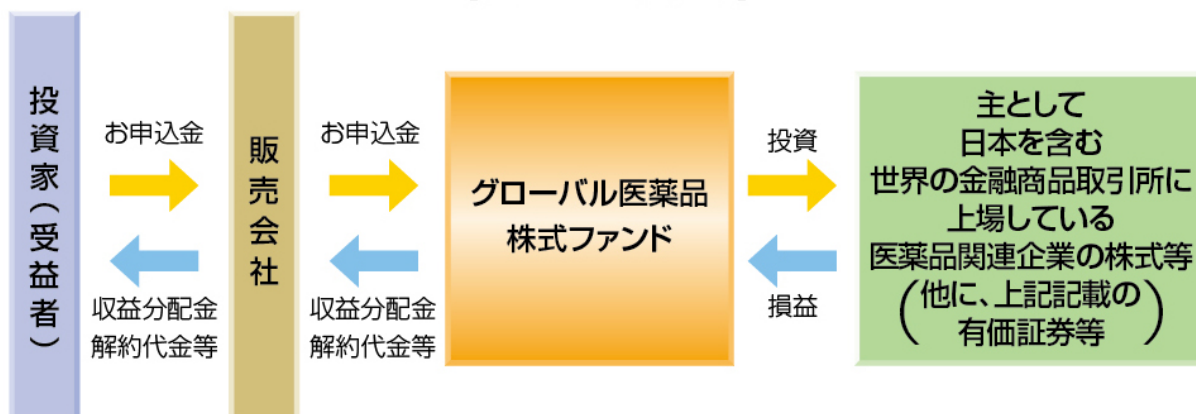 投資家（受益者）
お申込金
収益分配金
解約代金等
販売会社
お申込金
収益分配金
解約代金等
グローバル医薬品
株式ファンド
投資
損益
主として
日本を含む
世界の金融商品取引所に
上場している
医薬品関連企業の株式等
（他に、上記記載の
有価証券等）